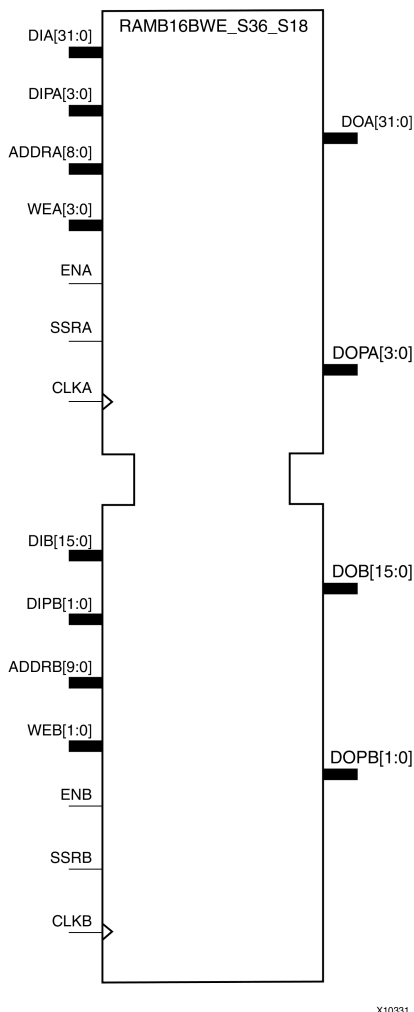 RAMB16BWE_S36_S18
DIA[31:0]
DIPA[3:0]
DOA[31:0]
ADDRA[8:0]
WEA[3:0]
ENA
SSRA
DOPA[3:0]
CLKA
DIB[15:0]
DOB[15:0]
DIPB[1:0]
ADDRB[9:0]
WEB[1:0]
DOPB[1:0]
ENB
SSRB
CLKB
X10331